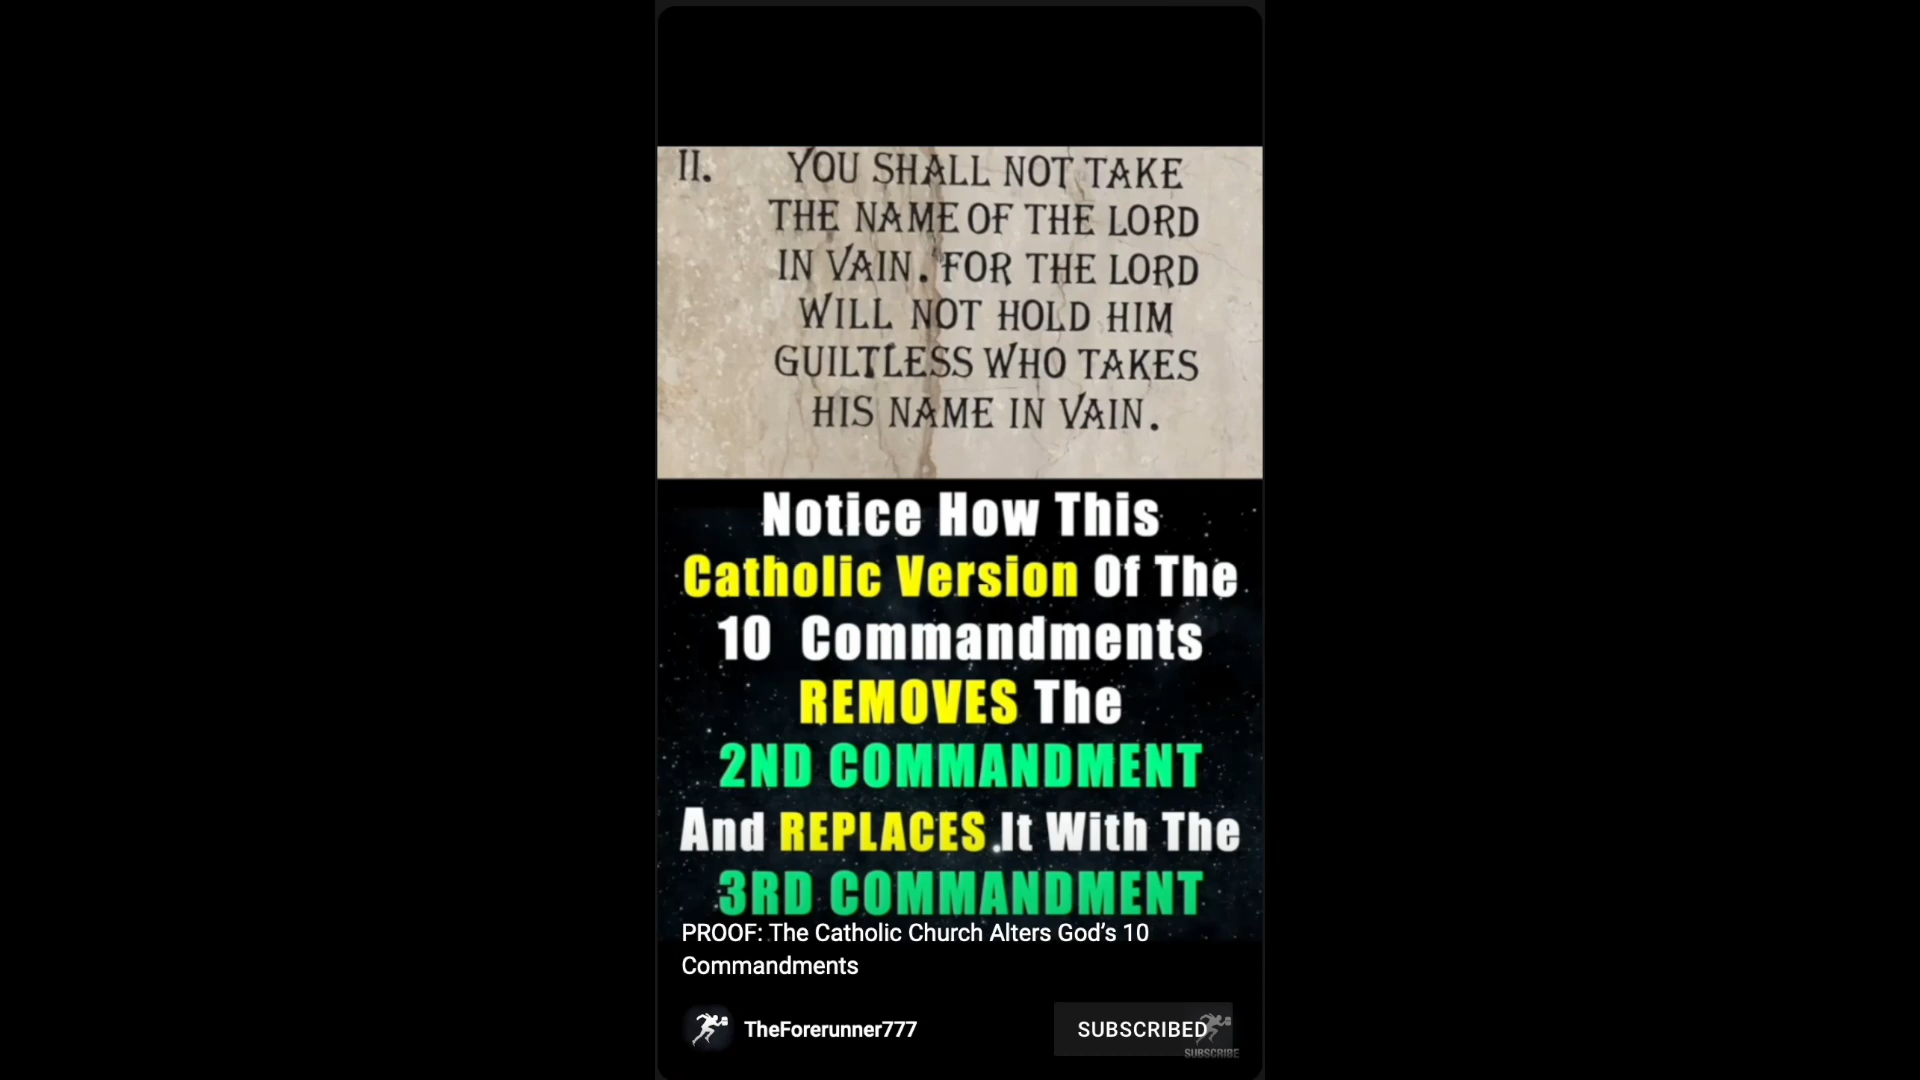 II. YOU SHALL NOT TAKE
THE NAME OF THE LORD
IN VAIN. FOR THE LORD
WILL NOT HOLD HIM
GUILTLESS WHO TAKES
HIS NAME IN VAIN.
Notice How This
Catholic Version Of The
10 Commandments
REMOVES The
2ND COMMANDMENT
And REPLACES It With The
3RD COMMANDMENT
PROOF: The Catholic Church Alters God’s 10
Commandments
TheForerunner777
SUBSCRIBED
SUBSCRIBE